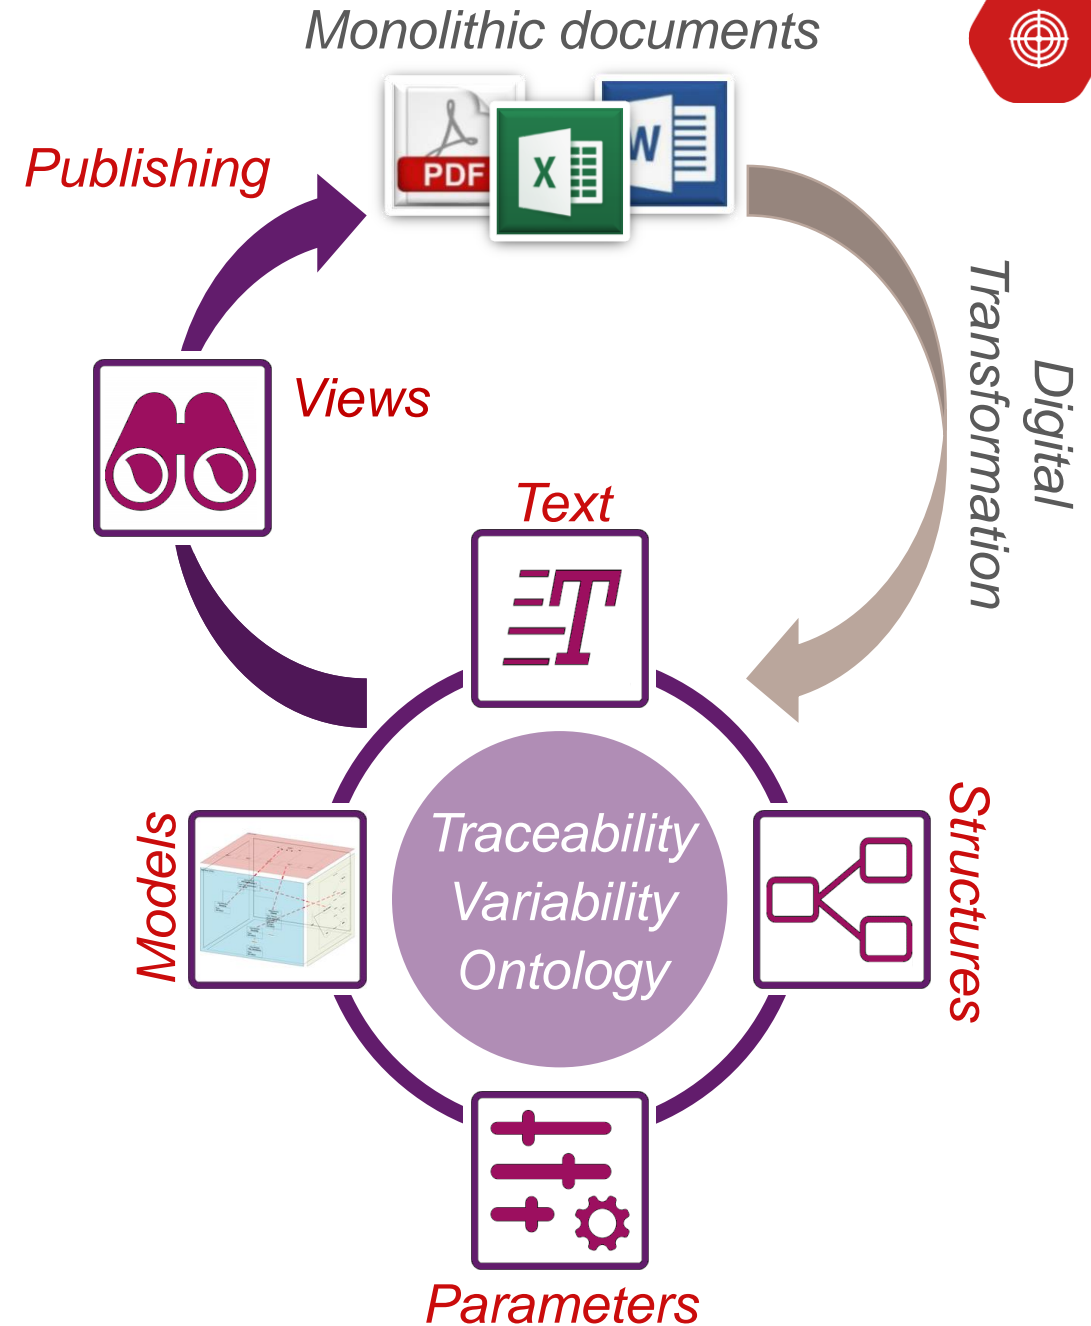 Monolithic documents
PDF
X
W
Publishing
Digital
Transformation
Views
Text
T
Models
Traceability
Variability
Ontology
Structures
Parameters